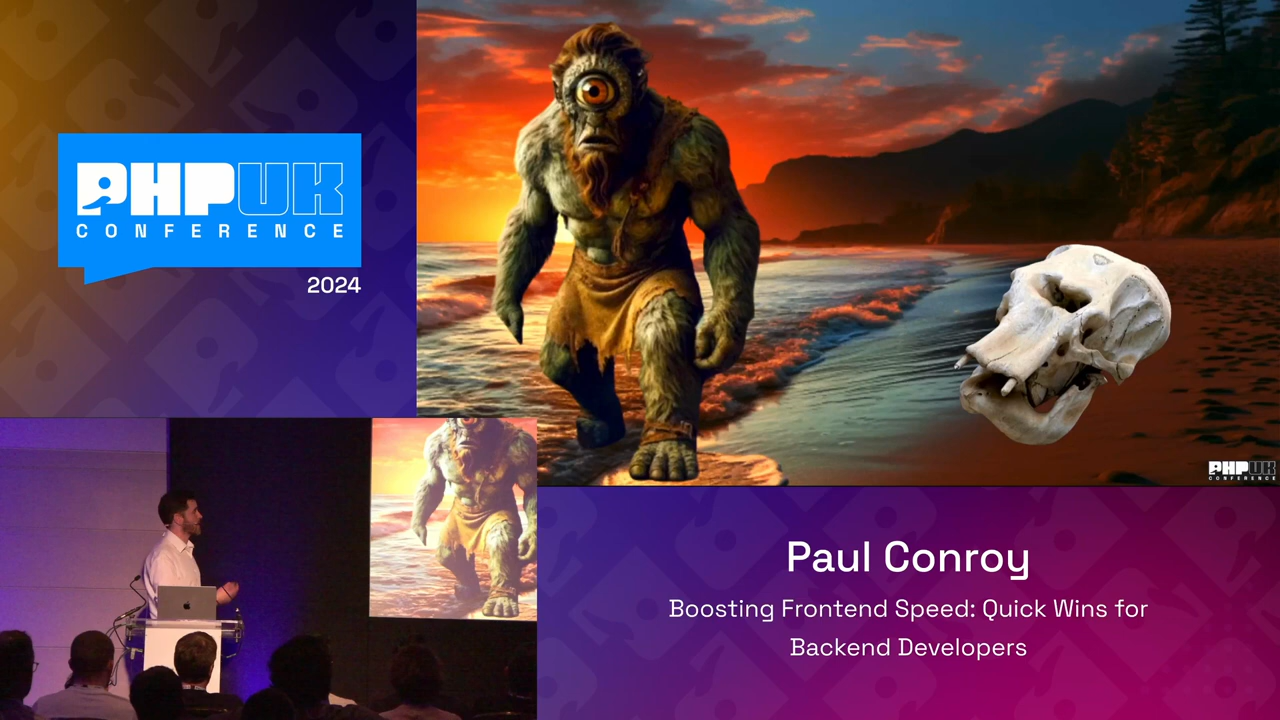 PHPUK
CONFERENCE
2024
PHPUK
CONFERENCE
Paul Conroy
Boosting Frontend Speed: Quick Wins for
Backend Developers